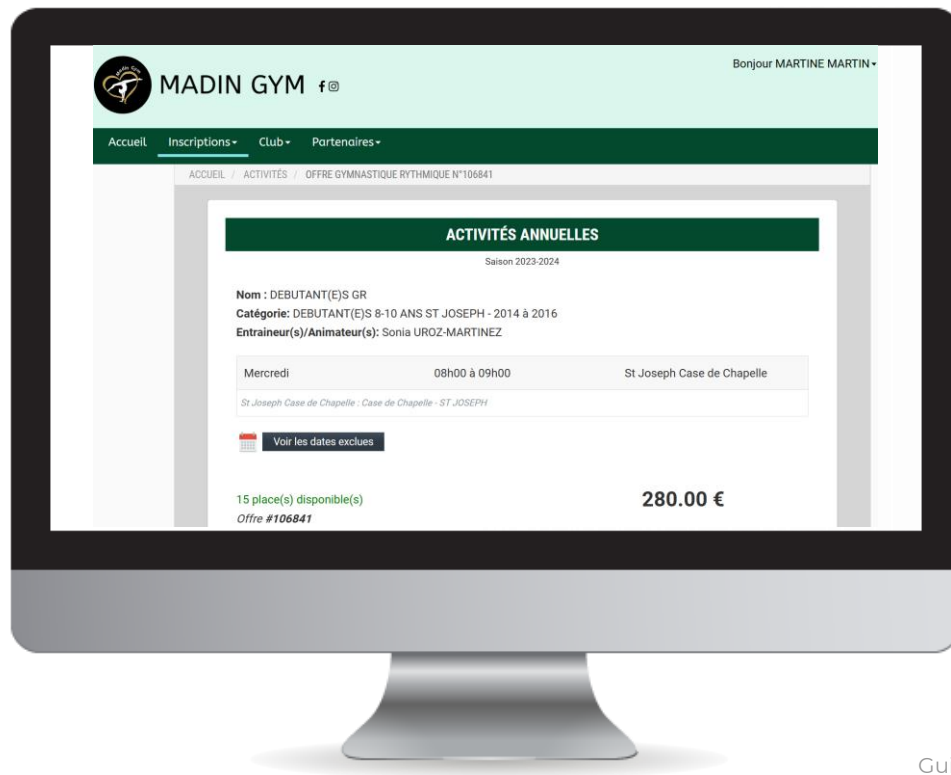 MADIN GYM
Bonjour MARTINE MARTIN
Accueil Inscriptions Club Partenaires
ACCUEIL / ACTIVITÉS / OFFRE GYMNASTIQUE RYTHMIQUE N°106841
ACTIVITÉS ANNUELLES
Saison 2023-2024
Nom : DEBUTANT(E)S GR
Catégorie: DEBUTANT(E)S 8-10 ANS ST JOSEPH - 2014 à 2016
Entraineur(s)/Animateur(s): Sonia UROZ-MARTINEZ
Mercredi 08h00 à 09h00 St Joseph Case de Chapelle
St Joseph Case de Chapelle : Case de Chapelle - ST JOSEPH
Voir les dates exclues
15 place(s) disponible(s)
280.00 €
Offre #106841
Gu